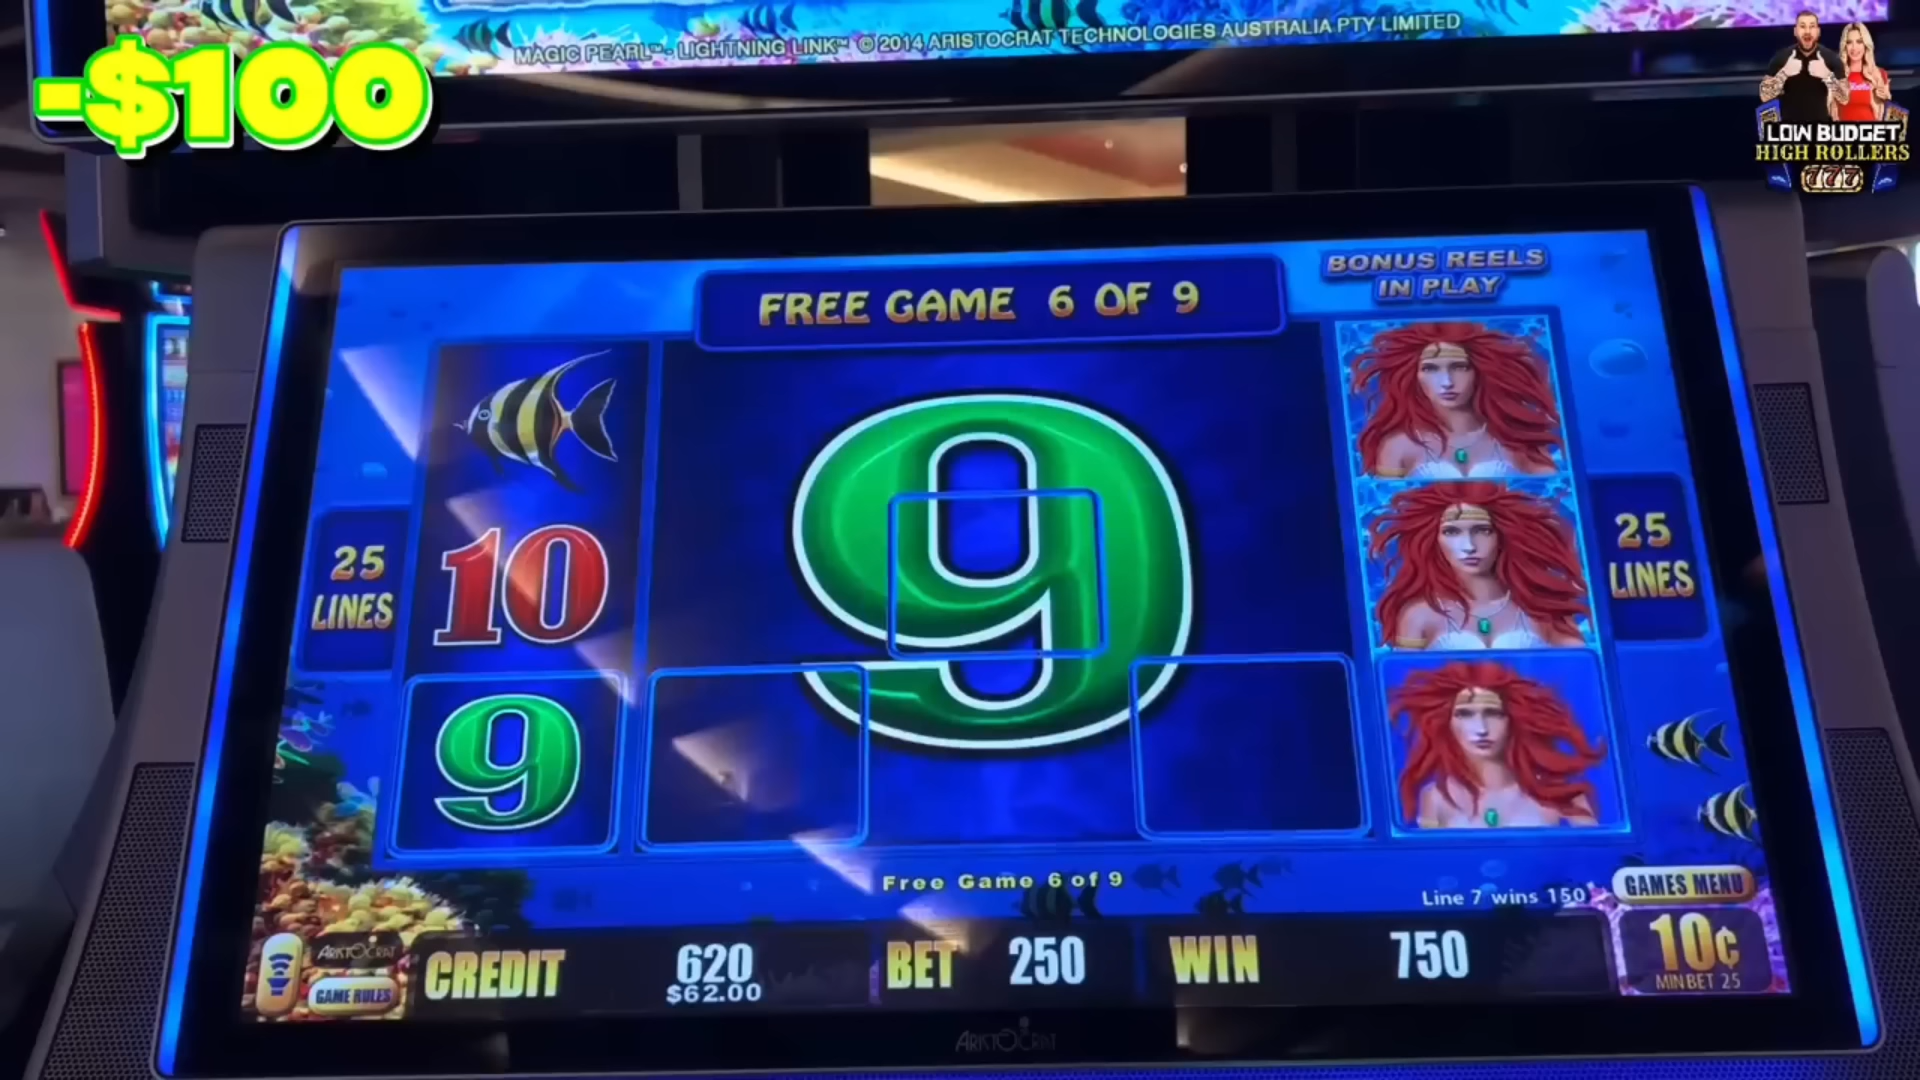 MAGIC PEARL™ - LIGHTNING LINK™ © 2014 ARISTOCRAT TECHNOLOGIES AUSTRALIA PTY LIMITED
-$100
LOW BUDGET
HIGH ROLLERS
777
BONUS REELS
IN PLAY
FREE GAME 6 OF 9
9
10
9
25
LINES
25
LINES
Free Game 6 of 9
Line 7 wins 150
GAMES MENU
ARISTOCRAT
GAME RULES
CREDIT 620
$62.00
BET 250
WIN 750
10¢
MIN BET 25
ARISTOCRAT